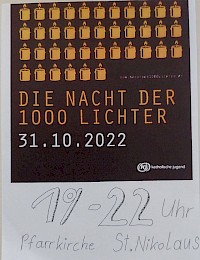 DIE NACHT DER
1000 LICHTER
31.10.2022
katholische jugend
19-22 Uhr
Pfarrkirche St.Nikolaus